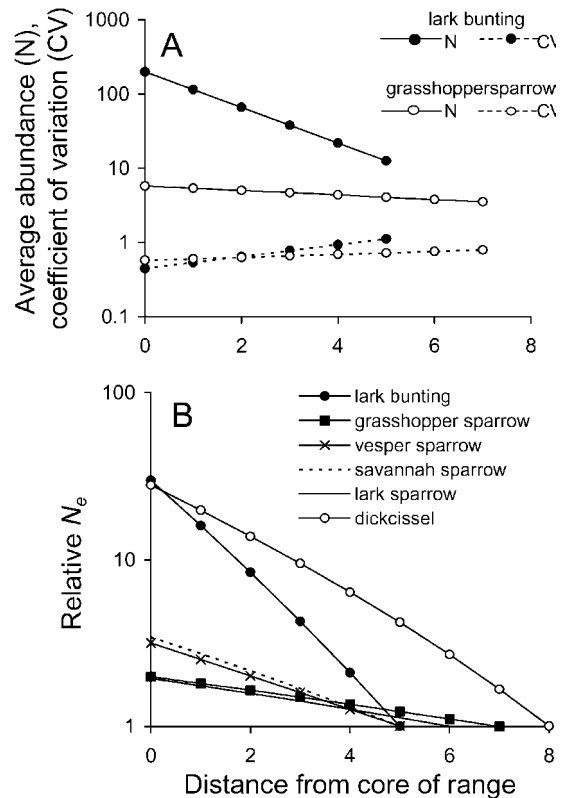 Average abundance (N),
coefficient of variation (CV)
A
1000
100
10
1
0.1
0 2 4 6 8
lark bunting
N CV
grasshoppersparrow
N CV
Relative Ne
B
100
10
1
lark bunting
grasshopper sparrow
vesper sparrow
savannah sparrow
lark sparrow
dickcissel
0 2 4 6 8
Distance from core of range